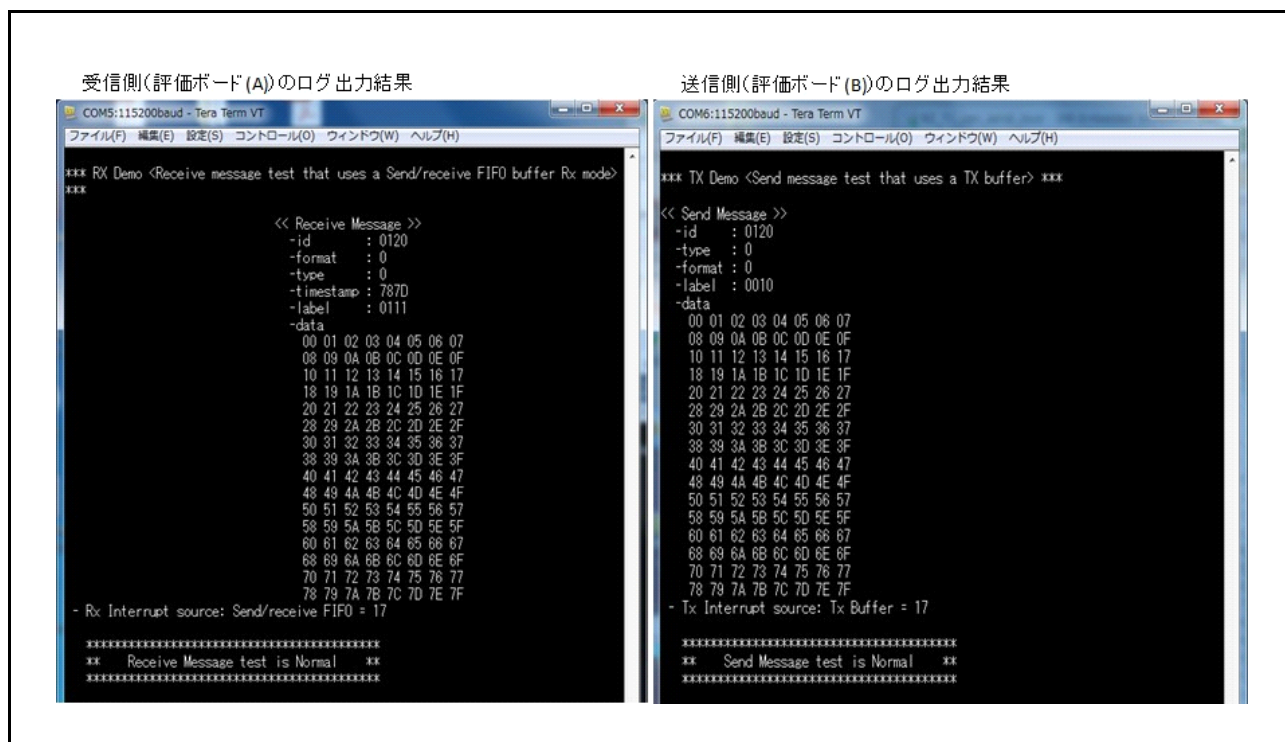 受信側(評価ボード(A))のログ出力結果
COM5:115200baud - Tera Term VT
ファイル(F) 編集(E) 設定(S) コントロール(O) ウィンドウ(W) ヘルプ(H)
*** RX Demo <Receive message test that uses a Send/receive FIFO buffer Rx mode>
***
<< Receive Message >>
-id : 0120
-format : 0
-type : 0
-timestamp : 787D
-label : 0111
-data
00 01 02 03 04 05 06 07
08 09 0A 0B 0C 0D 0E 0F
10 11 12 13 14 15 16 17
18 19 1A 1B 1C 1D 1E 1F
20 21 22 23 24 25 26 27
28 29 2A 2B 2C 2D 2E 2F
30 31 32 33 34 35 36 37
38 39 3A 3B 3C 3D 3E 3F
40 41 42 43 44 45 46 47
48 49 4A 4B 4C 4D 4E 4F
50 51 52 53 54 55 56 57
58 59 5A 5B 5C 5D 5E 5F
60 61 62 63 64 65 66 67
68 69 6A 6B 6C 6D 6E 6F
70 71 72 73 74 75 76 77
78 79 7A 7B 7C 7D 7E 7F
- Rx Interrupt source: Send/receive FIFO = 17
******************************************
** Receive Message test is Normal **
******************************************
送信側(評価ボード(B))のログ出力結果
COM6:115200baud - Tera Term VT
ファイル(F) 編集(E) 設定(S) コントロール(O) ウィンドウ(W) ヘルプ(H)
*** TX Demo <Send message test that uses a TX buffer> ***
<< Send Message >>
-id : 0120
-type : 0
-format : 0
-label : 0010
-data
00 01 02 03 04 05 06 07
08 09 0A 0B 0C 0D 0E 0F
10 11 12 13 14 15 16 17
18 19 1A 1B 1C 1D 1E 1F
20 21 22 23 24 25 26 27
28 29 2A 2B 2C 2D 2E 2F
30 31 32 33 34 35 36 37
38 39 3A 3B 3C 3D 3E 3F
40 41 42 43 44 45 46 47
48 49 4A 4B 4C 4D 4E 4F
50 51 52 53 54 55 56 57
58 59 5A 5B 5C 5D 5E 5F
60 61 62 63 64 65 66 67
68 69 6A 6B 6C 6D 6E 6F
70 71 72 73 74 75 76 77
78 79 7A 7B 7C 7D 7E 7F
- Tx Interrupt source: Tx Buffer = 17
***************************************
** Send Message test is Normal **
***************************************